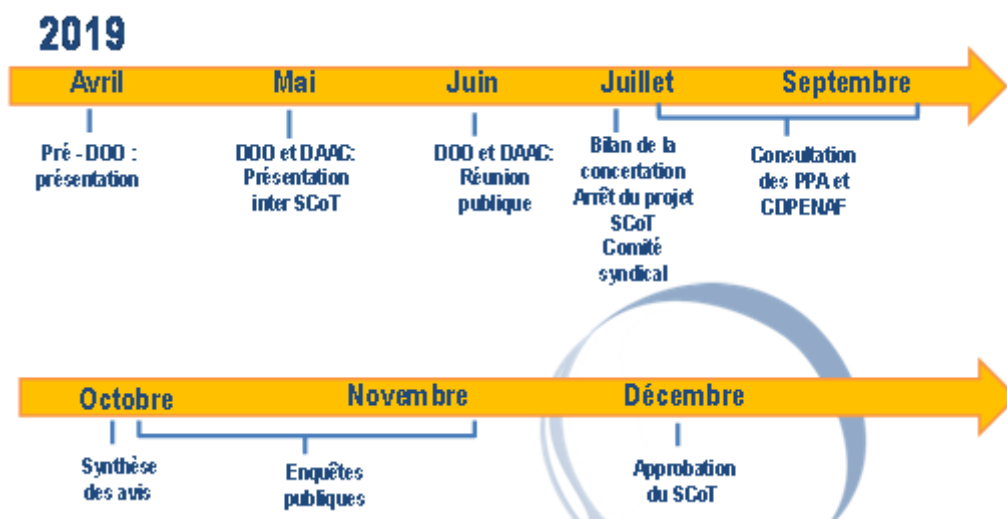 2019
Avril
Mai
Juin
Juillet
Septembre
Pré -DOO :
présentation
DOO et DAAC:
Présentation
inter SCoT
DOO et DAAC:
Réunion
publique
Bilan de la
concertation
Arrêt du projet
SCoT
Comité
syndical
Consultation
des PPA et
CDPENAF
Octobre
Novembre
Décembre
Synthèse
des avis
Enquêtes
publiques
Approbation
du SCoT